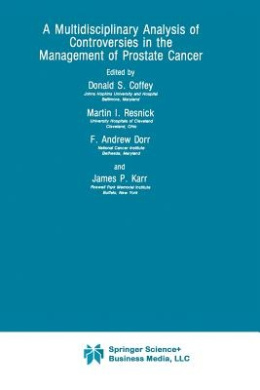 A Multidisciplinary Analysis of
Controversies in the
Management of Prostate Cancer
Edited by
Donald S. Coffey
Johns Hopkins University and Hospital
Baltimore, Maryland
Martin I. Resnick
University Hospitals of Cleveland
Cleveland, Ohio
F. Andrew Dorr
National Cancer Institute
Bethesda, Maryland
and
James P. Karr
Roswell Park Memorial Institute
Buffalo, New York
Springer Science+
Business Media, LLC